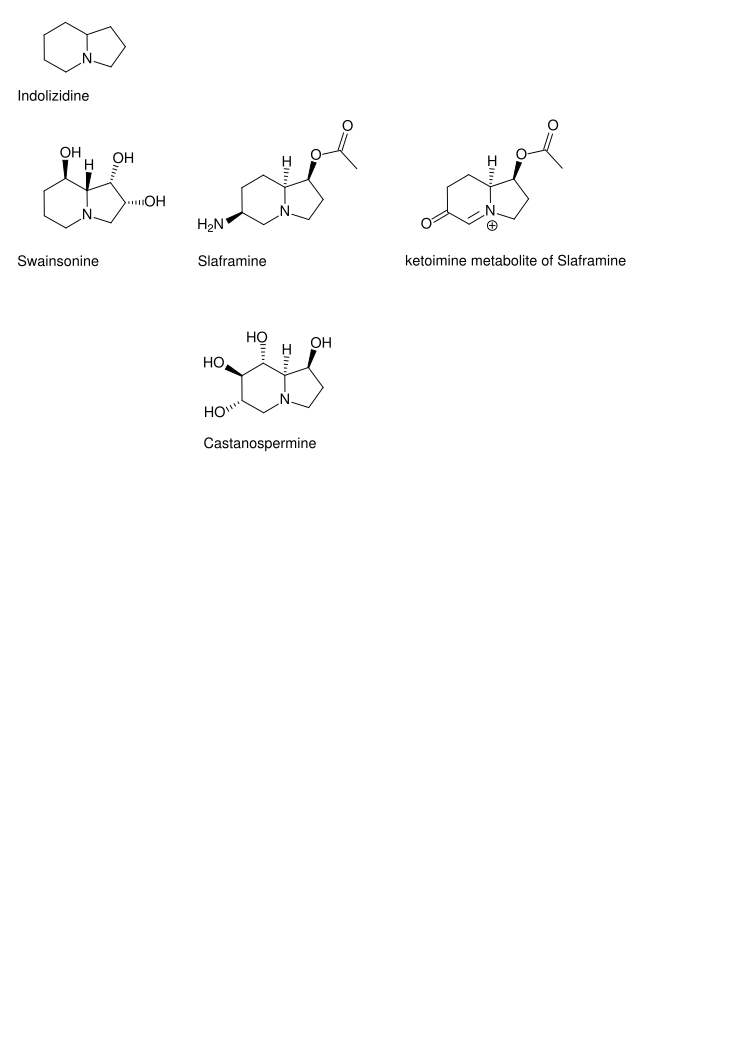 N
Indolizidine
OH
H
OH
OH
N
Swainsonine
O
O
H
H2N
N
Slaframine
O
O
H
O
N
⊕
ketoimine metabolite of Slaframine
HO
HO
H
OH
HO
N
Castanospermine